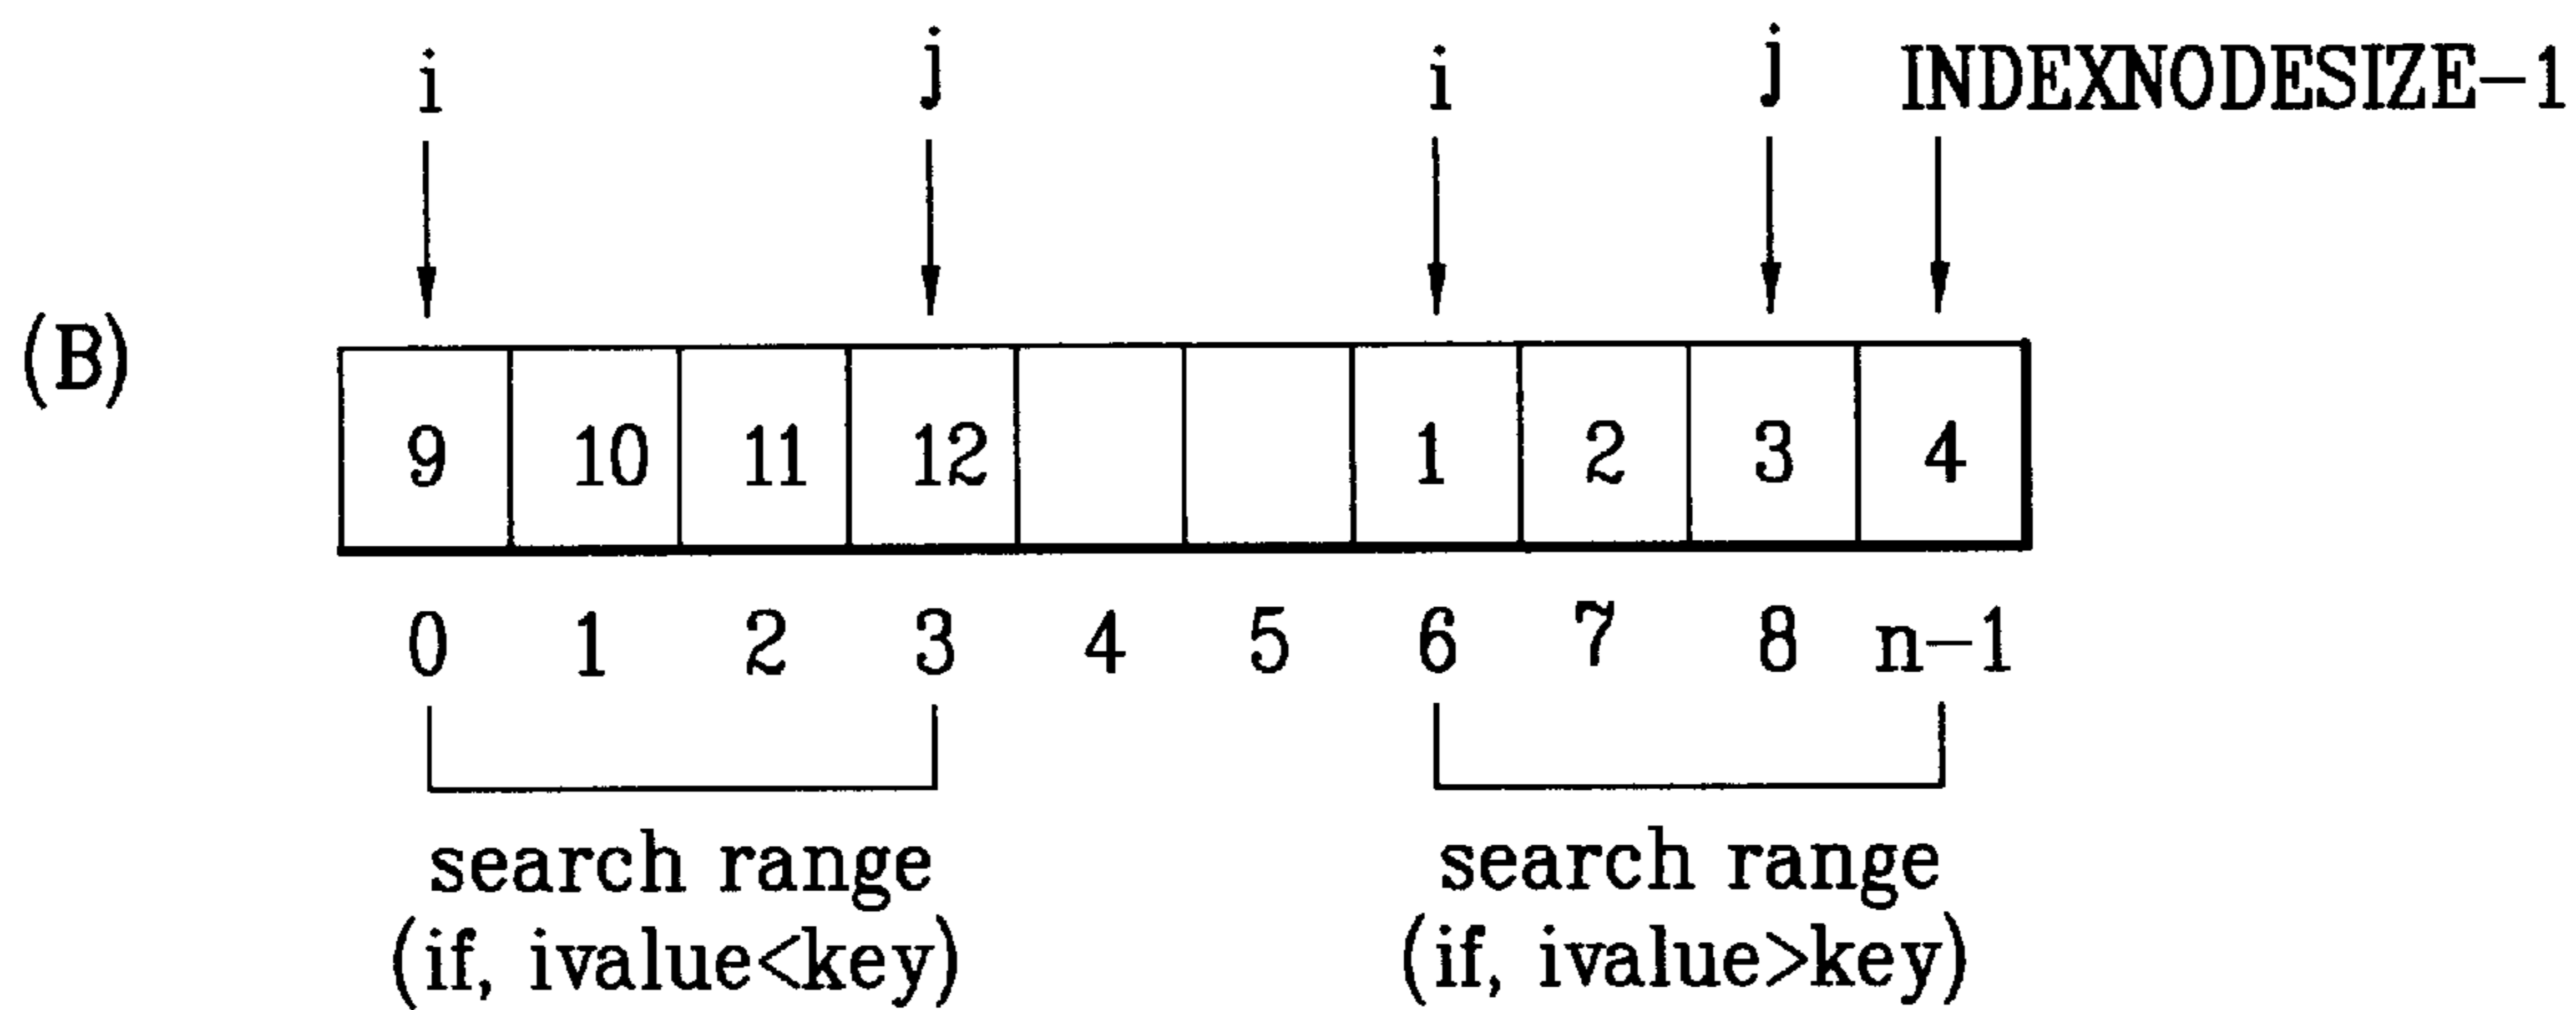 i j i j INDEXNODESIZE-1
(B)
9 10 11 12 1 2 3 4
0 1 2 3 4 5 6 7 8 n-1
search range search range
(if, ivalue<key) (if, ivalue>key)